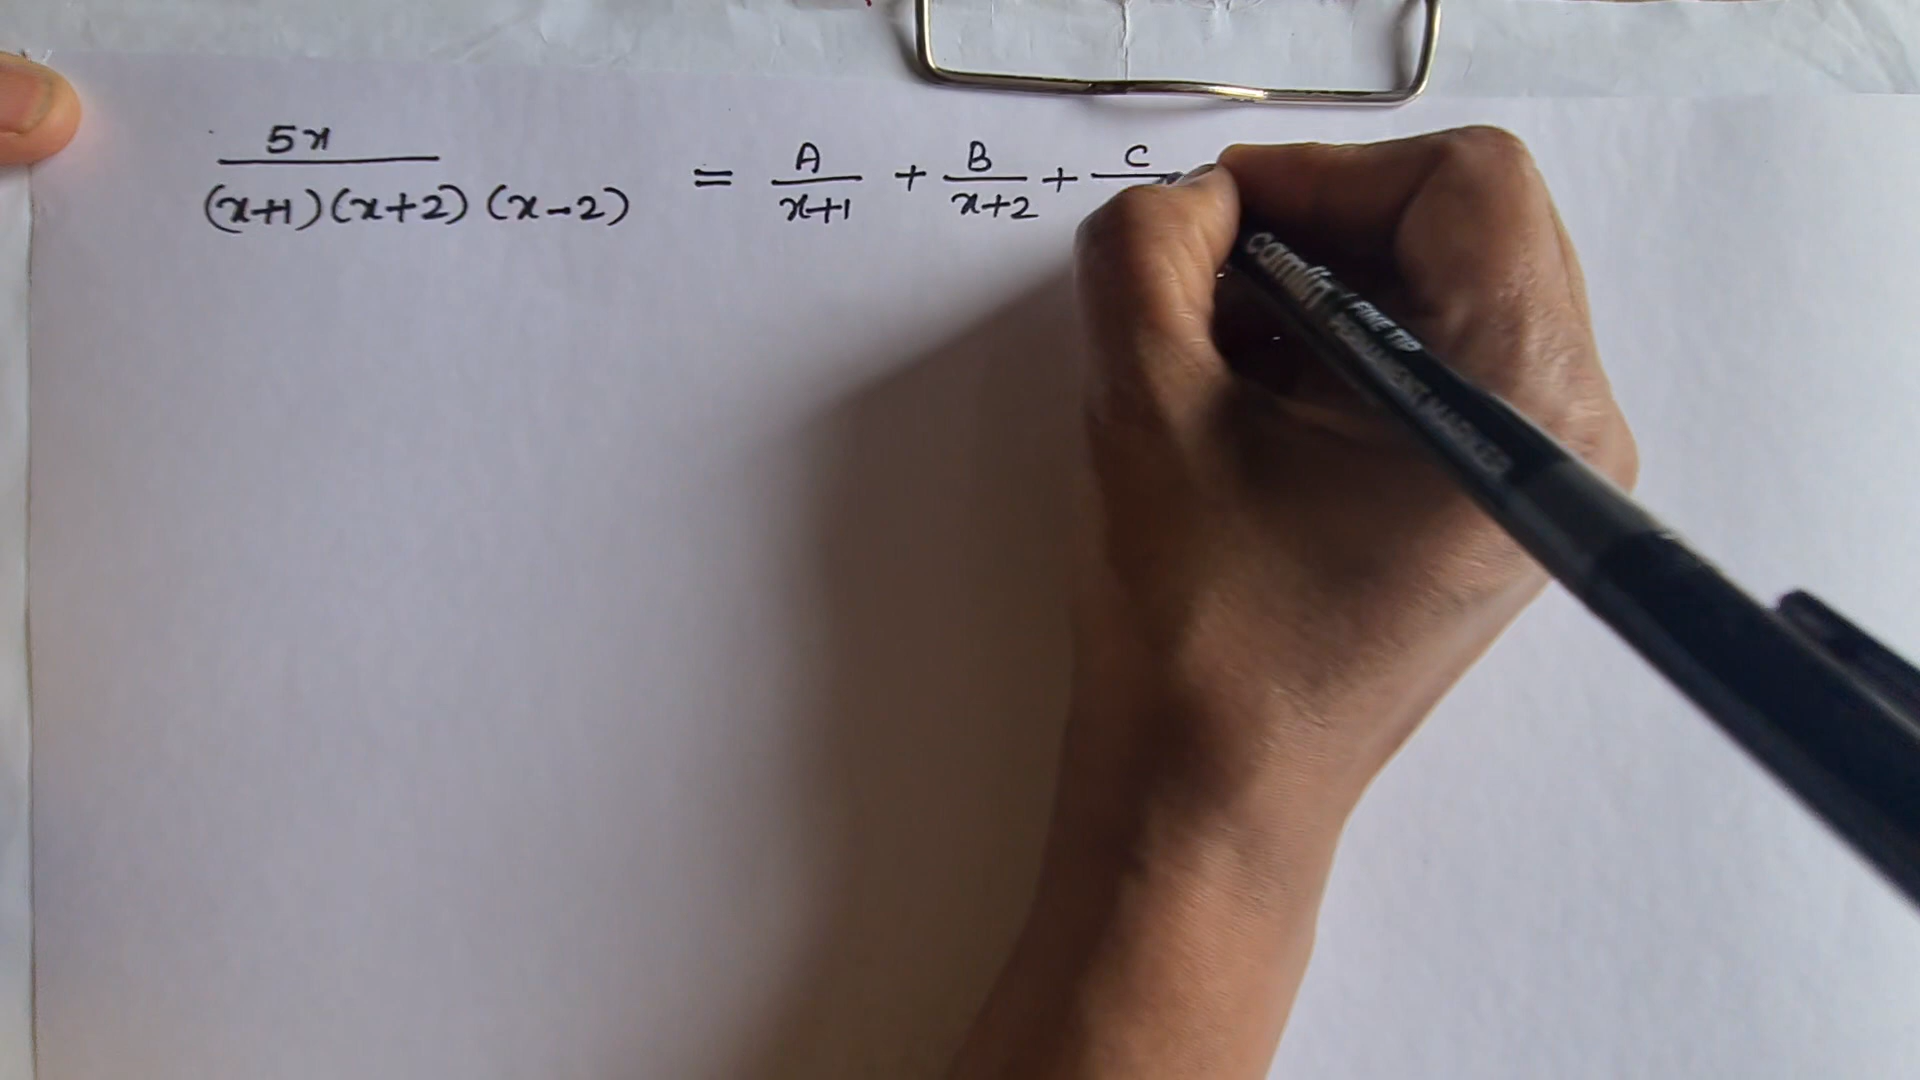 5x / (x+1)(x+2)(x-2) = A / x+1 + B / x+2 + C /
camlin / FINE TIP
PERMANENT MARKER